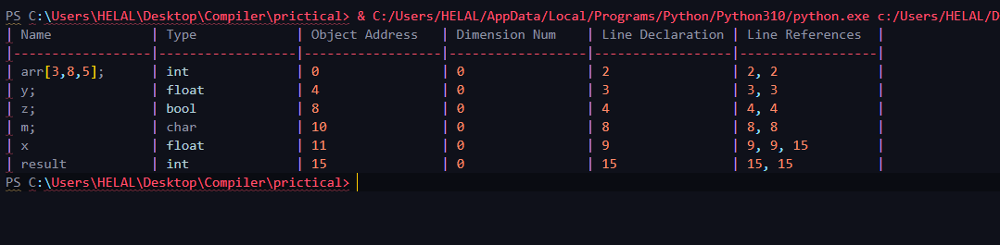 PS C:\Users\HELAL\Desktop\Compiler\prictical> & C:/Users/HELAL/AppData/Local/Programs/Python/Python310/python.exe c:/Users/HELAL/D
| Name | Type | Object Address | Dimension Num | Line Declaration | Line References |
|-----------------|-----------------|-----------------|-----------------|-----------------|-----------------|
| arr[3,8,5]; | int | 0 | 0 | 2 | 2, 2 |
| y; | float | 4 | 0 | 3 | 3, 3 |
| z; | bool | 8 | 0 | 4 | 4, 4 |
| m; | char | 10 | 0 | 8 | 8, 8 |
| x | float | 11 | 0 | 9 | 9, 9, 15 |
| result | int | 15 | 0 | 15 | 15, 15 |
PS C:\Users\HELAL\Desktop\Compiler\prictical>